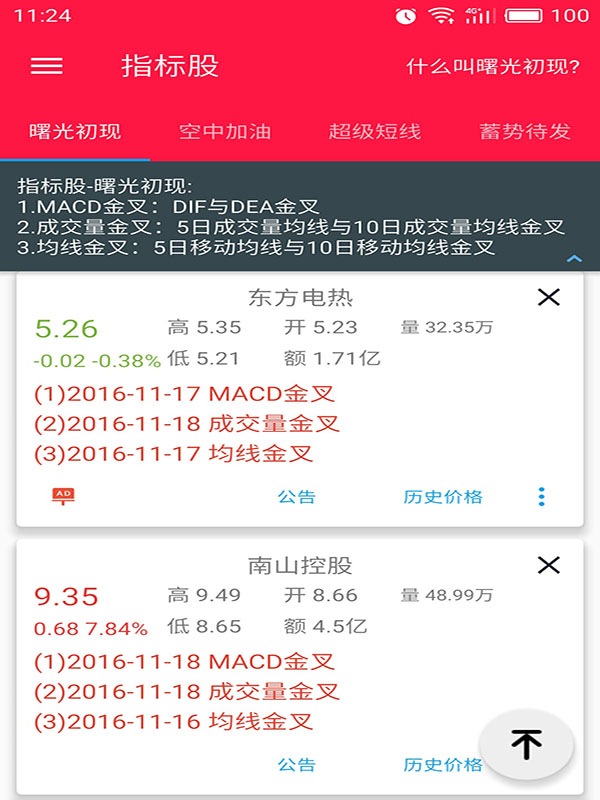 11:24
4G+
100
指标股
什么叫曙光初现?
曙光初现 空中加油 超级短线 蓄势待发
指标股-曙光初现:
1.MACD金叉：DIF与DEA金叉
2.成交量金叉：5日成交量均线与10日成交量均线金叉
3.均线金叉：5日移动均线与10日移动均线金叉
东方电热
5.26 高 5.35 开 5.23 量 32.35万
-0.02 -0.38% 低 5.21 额 1.71亿
(1)2016-11-17 MACD金叉
(2)2016-11-18 成交量金叉
(3)2016-11-17 均线金叉
AD 公告 历史价格
南山控股
9.35 高 9.49 开 8.66 量 48.99万
0.68 7.84% 低 8.65 额 4.5亿
(1)2016-11-18 MACD金叉
(2)2016-11-18 成交量金叉
(3)2016-11-16 均线金叉
公告 历史价格